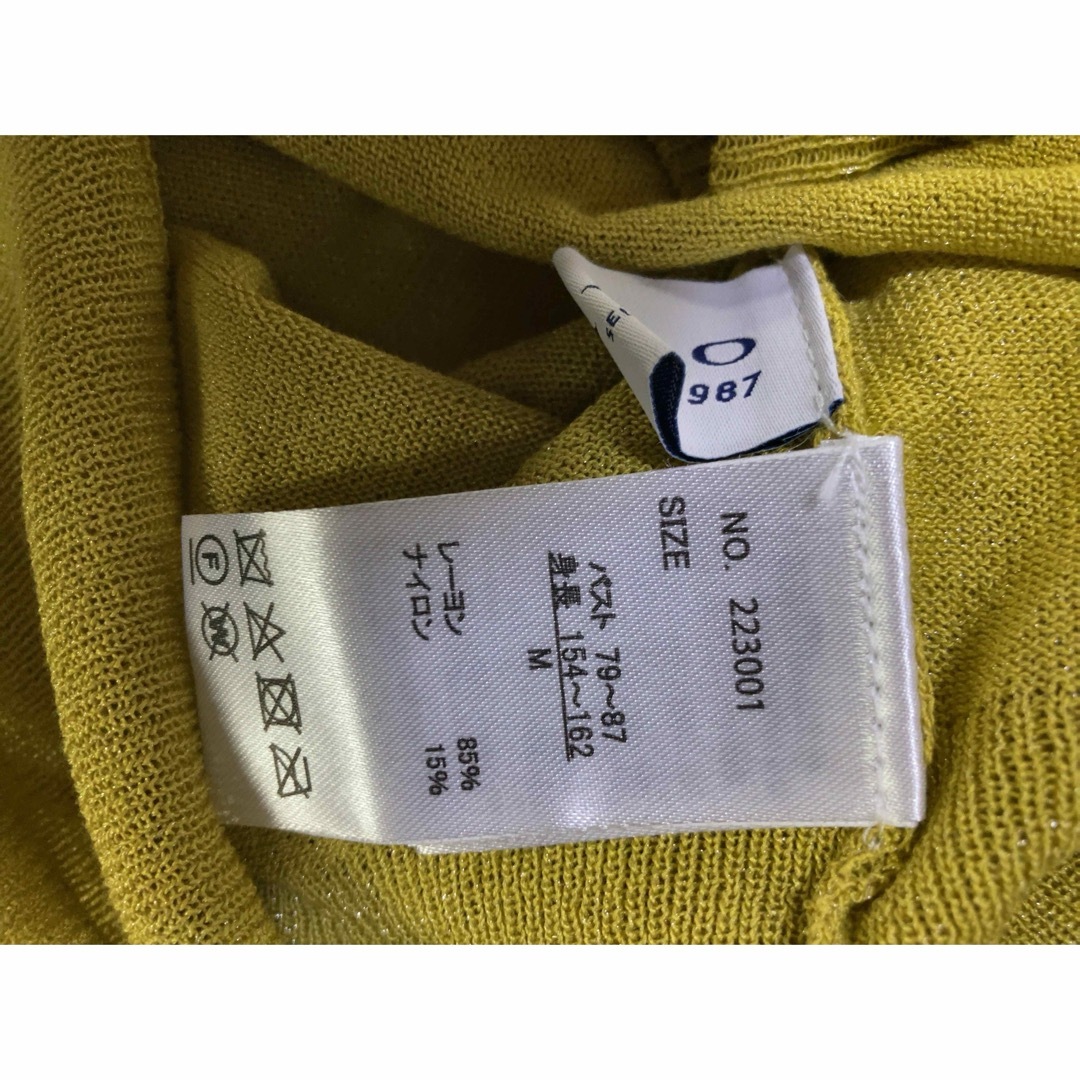 NO. 223001
SIZE
バスト 79～87
身長 154～162
M
レーヨン 85%
ナイロン 15%
F
W
O
987
SE